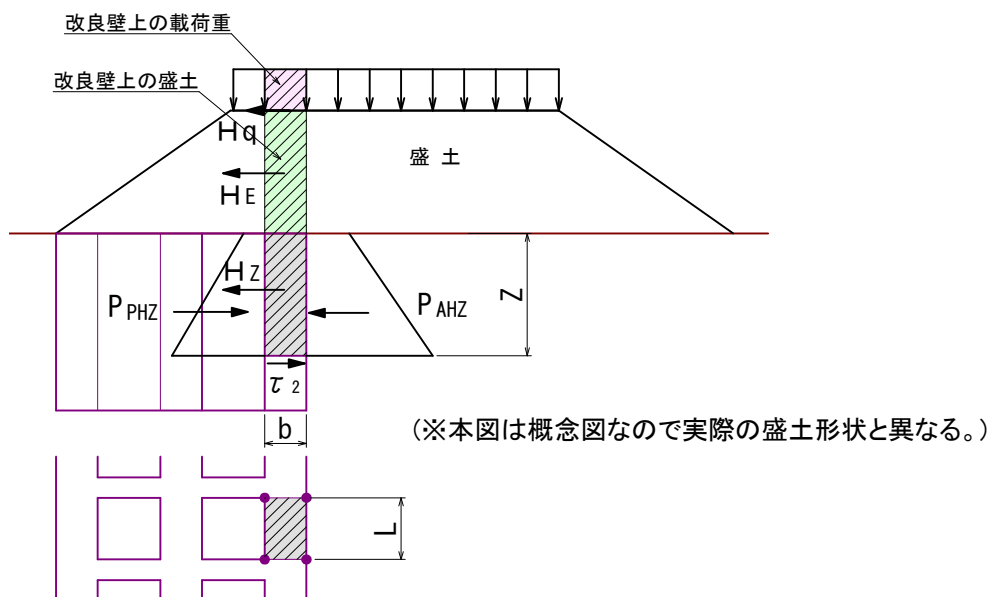 改良壁上の載荷重
改良壁上の盛土
Hq
盛 土
HE
HZ
Z
PPHZ
PAHZ
τ2
b
(※本図は概念図なので実際の盛土形状と異なる。)
L